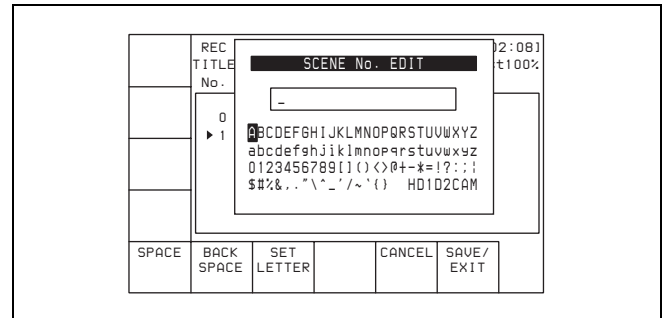 REC 02:08]
TITLE SCENE No. EDIT t100%
No.
_
0
▶ 1 ABCDEFGHIJKLMNOPQRSTUVWXYZ
abcdefghjiklmnopqrstuvwxyz
0123456789[]()<>@+-*=!?:;¦
$#%&,."\^_'/~`{} HD1D2CAM
SPACE BACK SPACE SET LETTER CANCEL SAVE/ EXIT